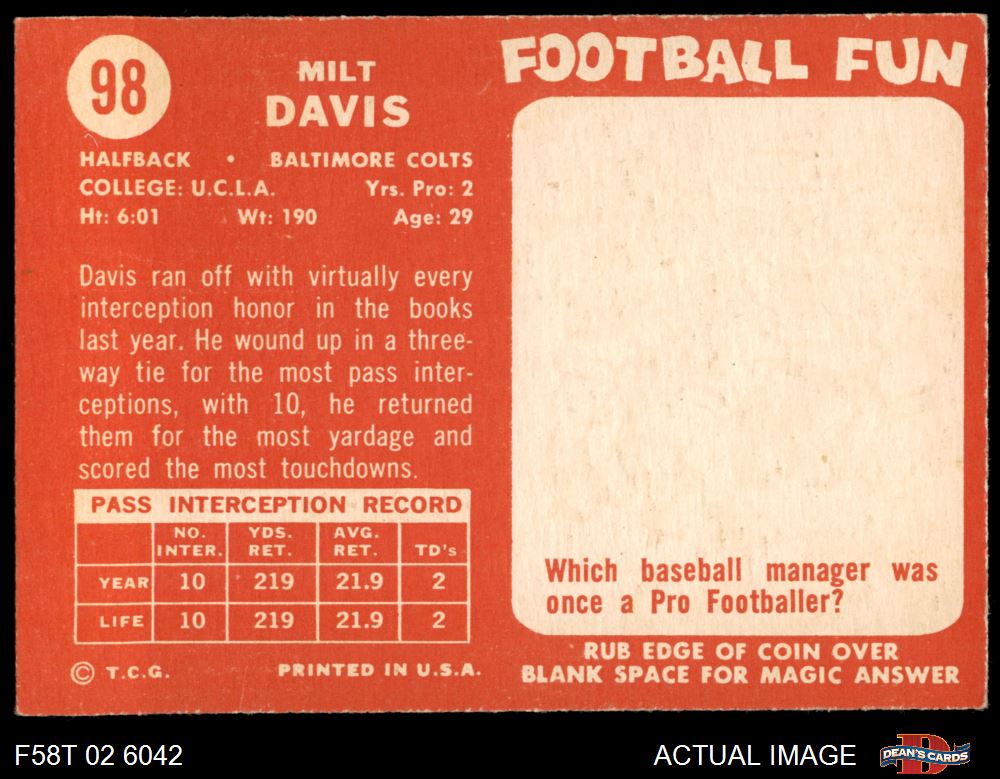 98
MILT
DAVIS
HALFBACK • BALTIMORE COLTS
COLLEGE: U.C.L.A. Yrs. Pro: 2
Ht: 6:01 Wt: 190 Age: 29
Davis ran off with virtually every
interception honor in the books
last year. He wound up in a three-
way tie for the most pass inter-
ceptions, with 10, he returned
them for the most yardage and
scored the most touchdowns.
PASS INTERCEPTION RECORD
NO. INTER. YDS. RET. AVG. RET. TD's
YEAR 10 219 21.9 2
LIFE 10 219 21.9 2
© T.C.G. PRINTED IN U.S.A.
FOOTBALL FUN
Which baseball manager was
once a Pro Footballer?
RUB EDGE OF COIN OVER
BLANK SPACE FOR MAGIC ANSWER
F58T 02 6042
ACTUAL IMAGE
DEAN'S CARDS